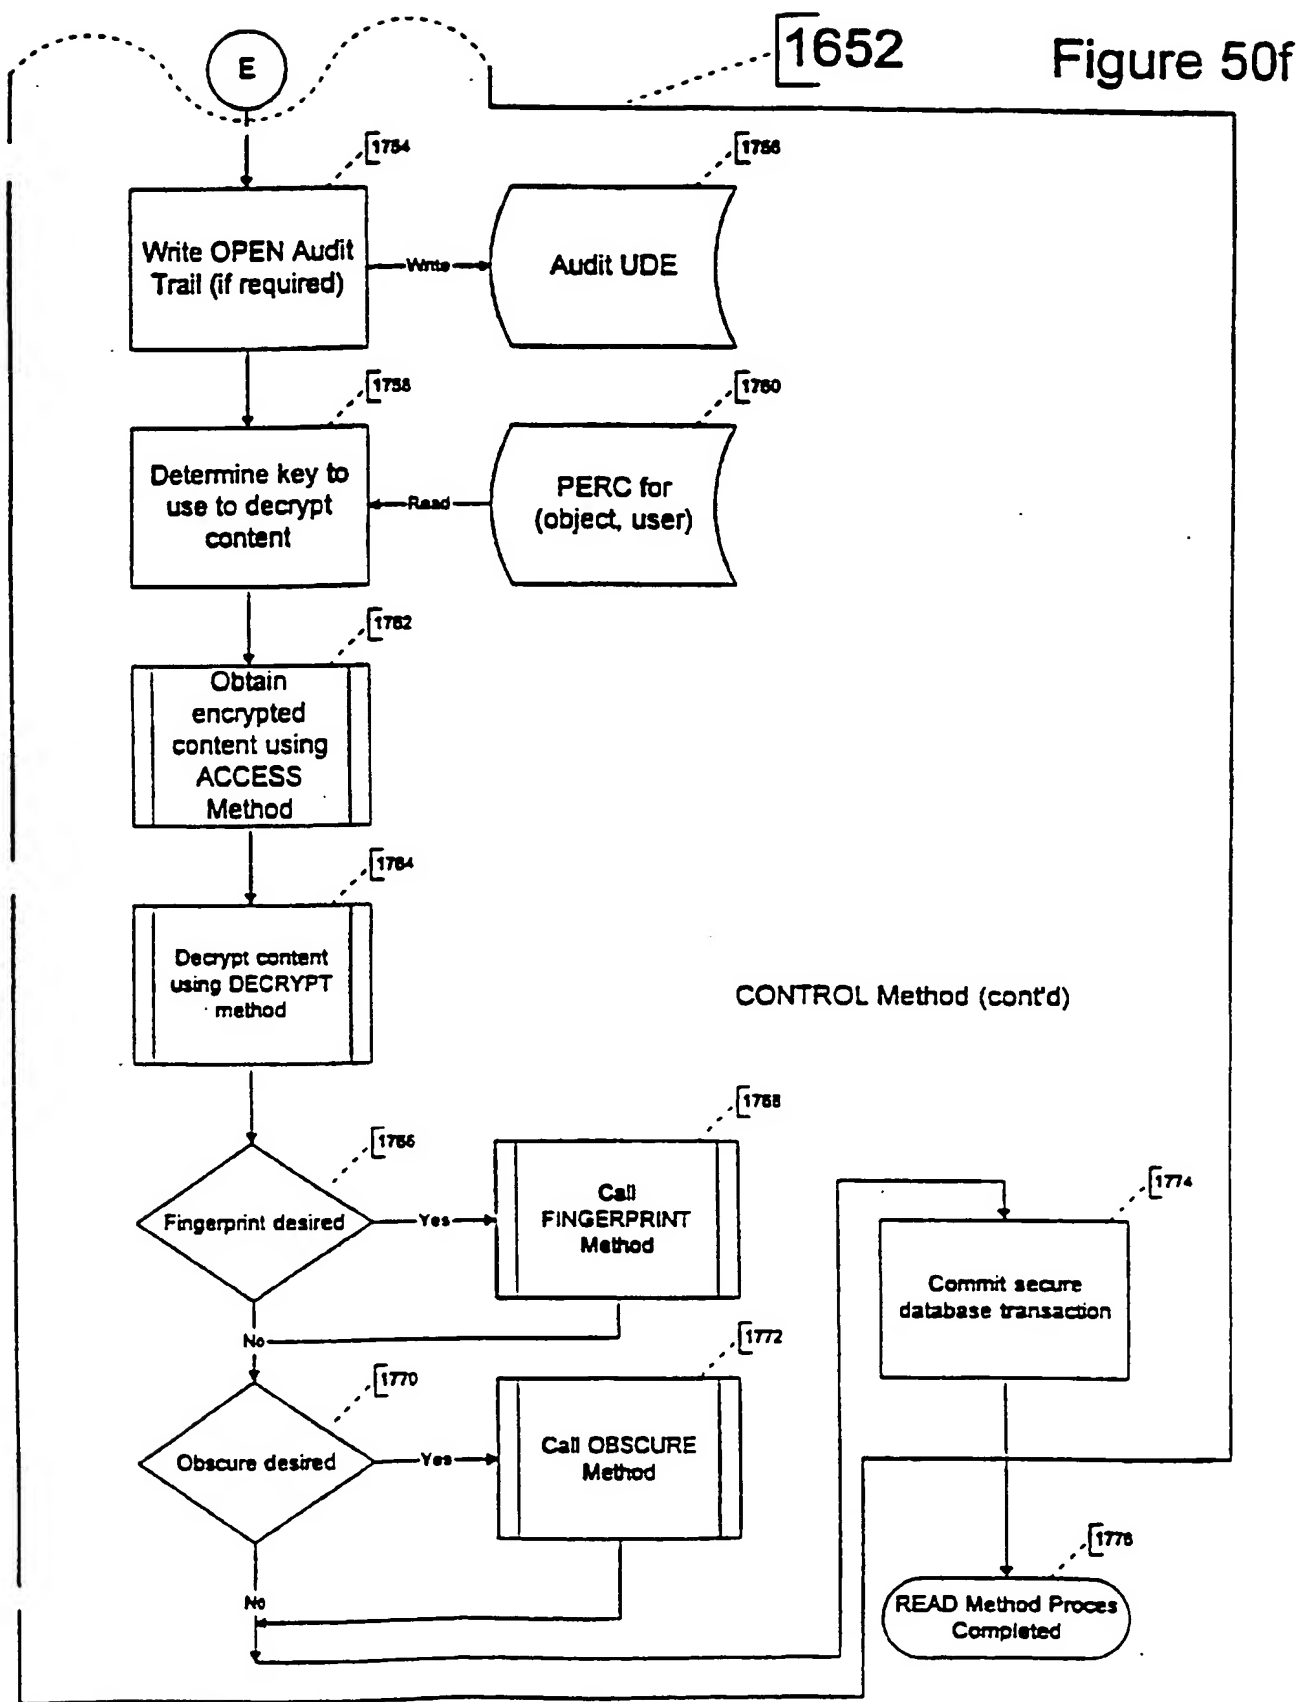 E
1652
Figure 50f
1754
1756
Write OPEN Audit
Trail (if required)
Write
Audit UDE
1758
1760
Determine key to
use to decrypt
content
Read
PERC for
(object, user)
1762
Obtain
encrypted
content using
ACCESS
Method
1764
Decrypt content
using DECRYPT
method
CONTROL Method (cont'd)
1766
1768
Fingerprint desired
Yes
Call
FINGERPRINT
Method
1774
Commit secure
database transaction
No
1770
1772
Obscure desired
Yes
Call OBSCURE
Method
No
1776
READ Method Proces
Completed